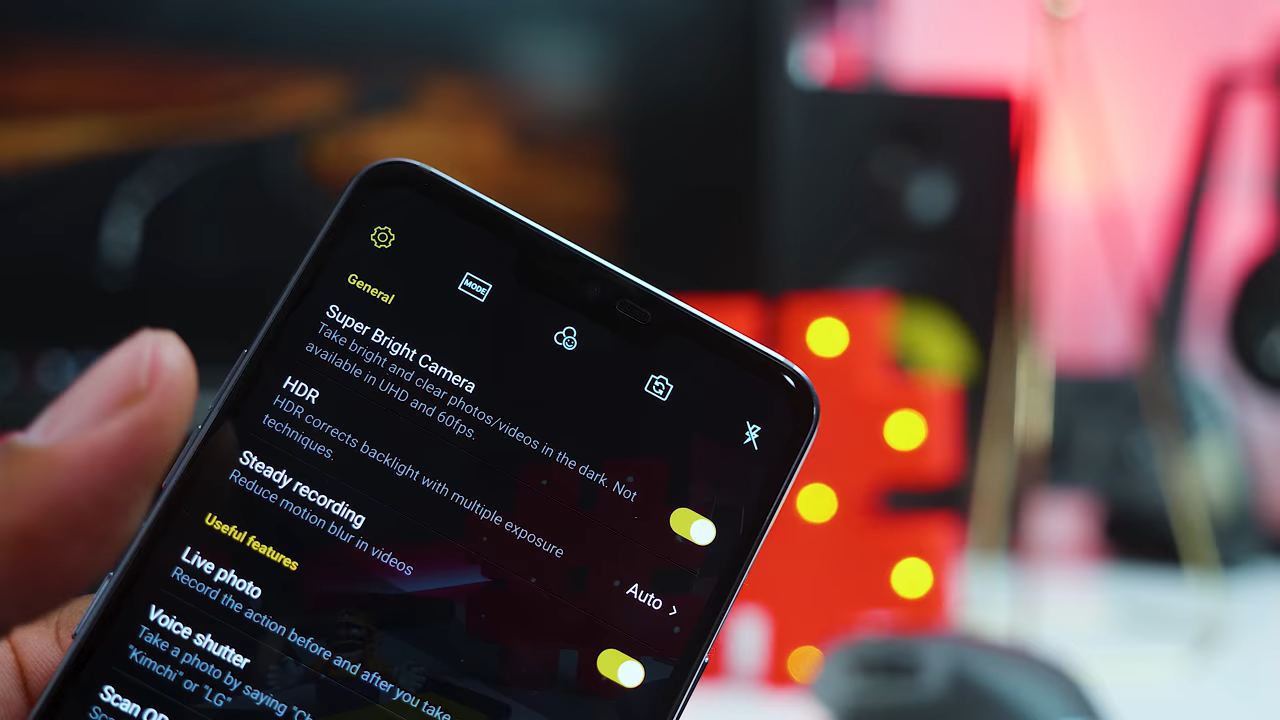 MODE
General
Super Bright Camera
Take bright and clear photos/videos in the dark. Not
available in UHD and 60fps.
HDR
HDR corrects backlight with multiple exposure
techniques.
Auto
Steady recording
Reduce motion blur in videos
Useful features
Live photo
Record the action before and after you take
Voice shutter
Take a photo by saying "Ch
"Kimchi" or "LG"
Scan